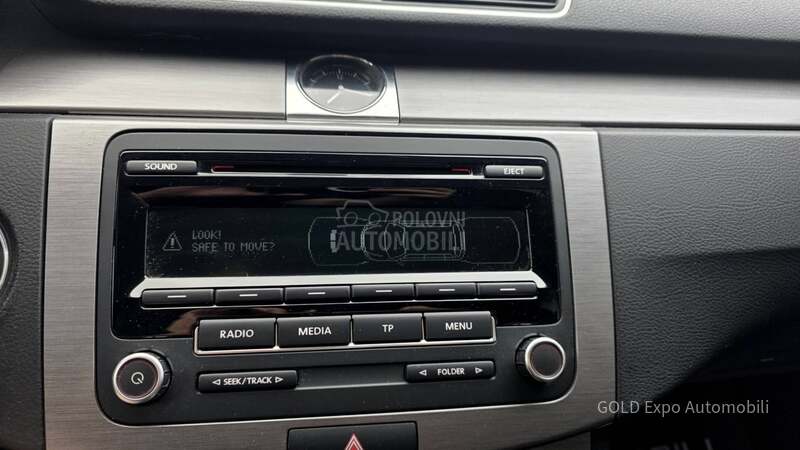 SOUND
EJECT
LOOK!
SAFE TO MOVE?
POLOVNI
AUTOMOBILI
RADIO
MEDIA
TP
MENU
◁ SEEK/TRACK ▷
◁ FOLDER ▷
GOLD Expo Automobili